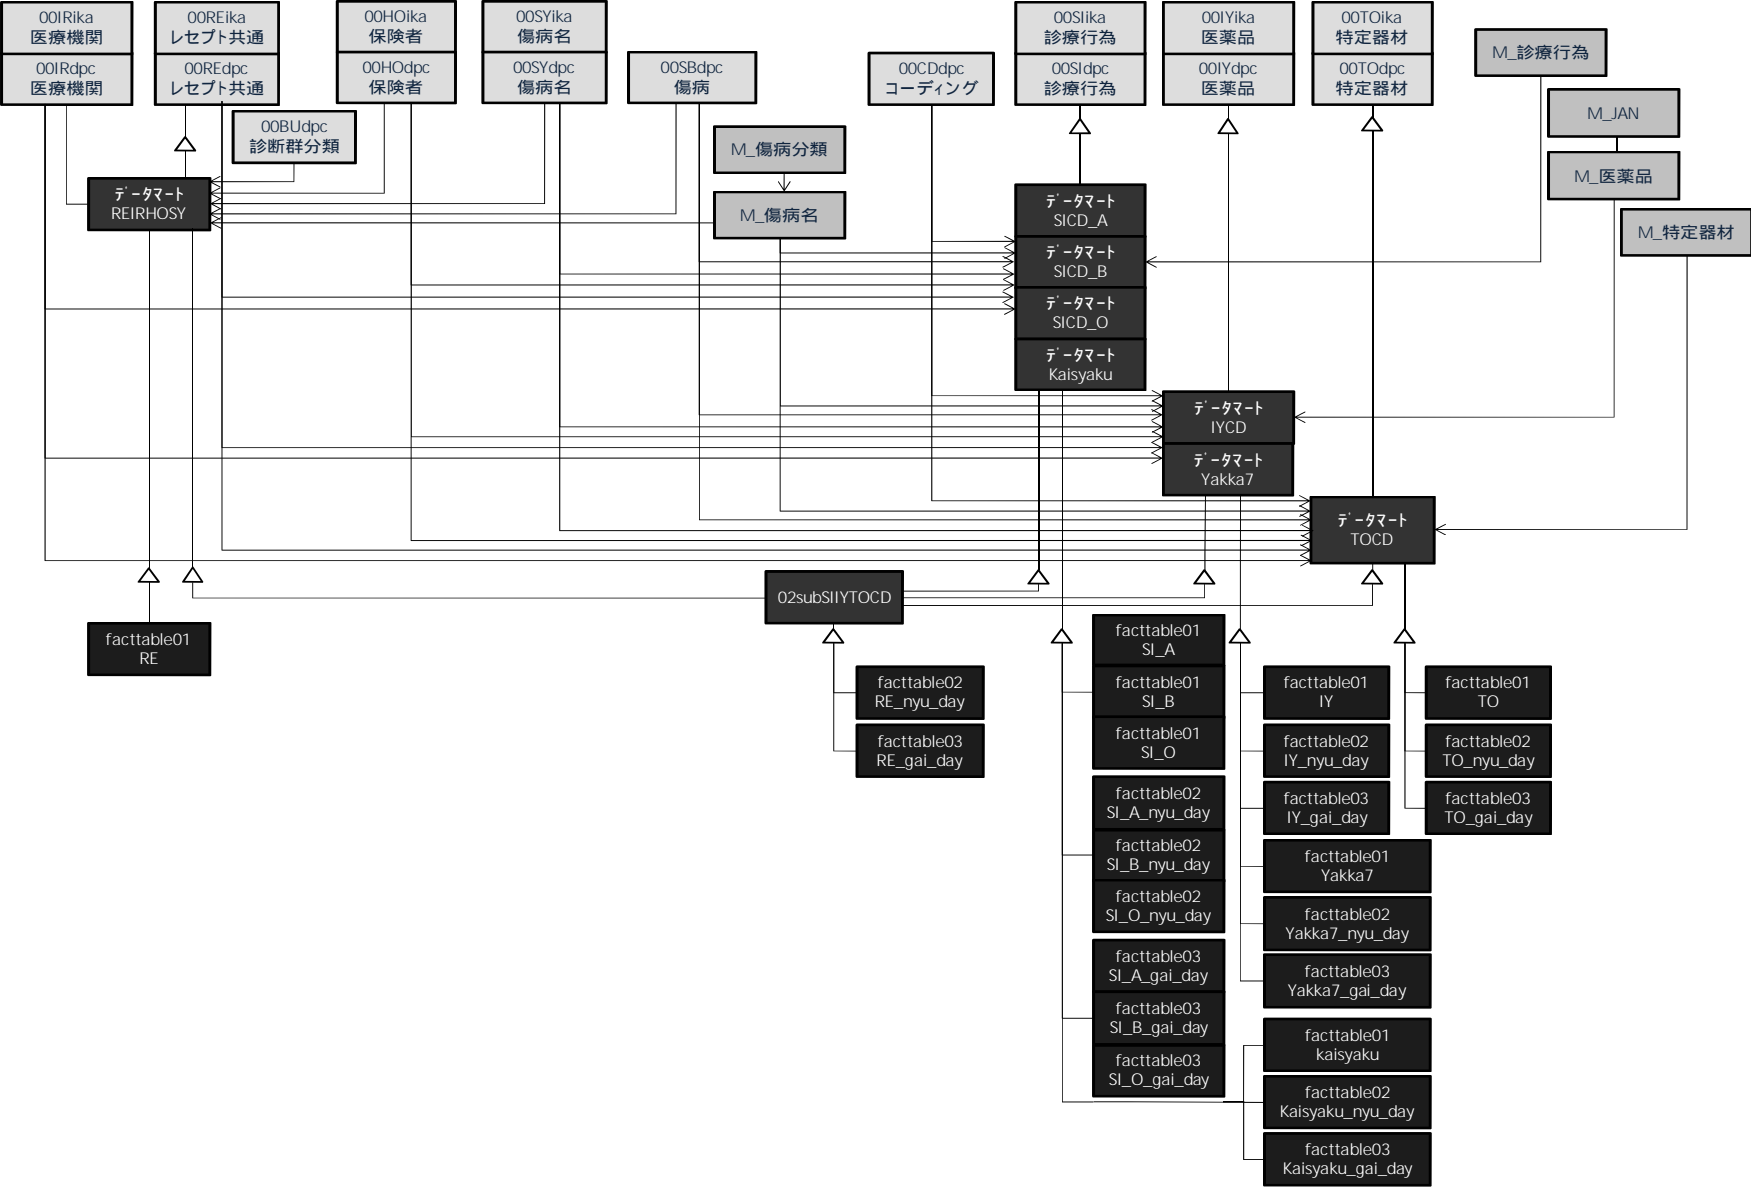 00IRika
医療機関
00IRdpc
医療機関
00REika
レセプト共通
00REdpc
レセプト共通
00HOika
保険者
00HOdpc
保険者
00SYika
傷病名
00SYdpc
傷病名
00SBdpc
傷病
00CDdpc
コーディング
00SIika
診療行為
00SIdpc
診療行為
00IYika
医薬品
00IYdpc
医薬品
00TOika
特定器材
00TOdpc
特定器材
M_診療行為
M_JAN
M_医薬品
M_特定器材
00BUdpc
診断群分類
M_傷病分類
M_傷病名
データマート
REIRHOSY
データマート
SICD_A
データマート
SICD_B
データマート
SICD_O
データマート
Kaisyaku
データマート
IYCD
データマート
Yakka7
データマート
TOCD
02subSIIYTOCD
facttable01
RE
facttable02
RE_nyu_day
facttable03
RE_gai_day
facttable01
SI_A
facttable01
SI_B
facttable01
SI_O
facttable02
SI_A_nyu_day
facttable02
SI_B_nyu_day
facttable02
SI_O_nyu_day
facttable03
SI_A_gai_day
facttable03
SI_B_gai_day
facttable03
SI_O_gai_day
facttable01
IY
facttable02
IY_nyu_day
facttable03
IY_gai_day
facttable01
Yakka7
facttable02
Yakka7_nyu_day
facttable03
Yakka7_gai_day
facttable01
kaisyaku
facttable02
Kaisyaku_nyu_day
facttable03
Kaisyaku_gai_day
facttable01
TO
facttable02
TO_nyu_day
facttable03
TO_gai_day